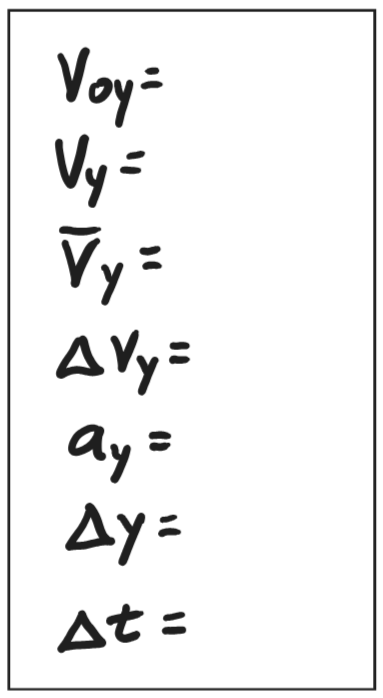 V₀y =
Vy =
V̅y =
ΔVy =
ay =
Δy =
Δt =